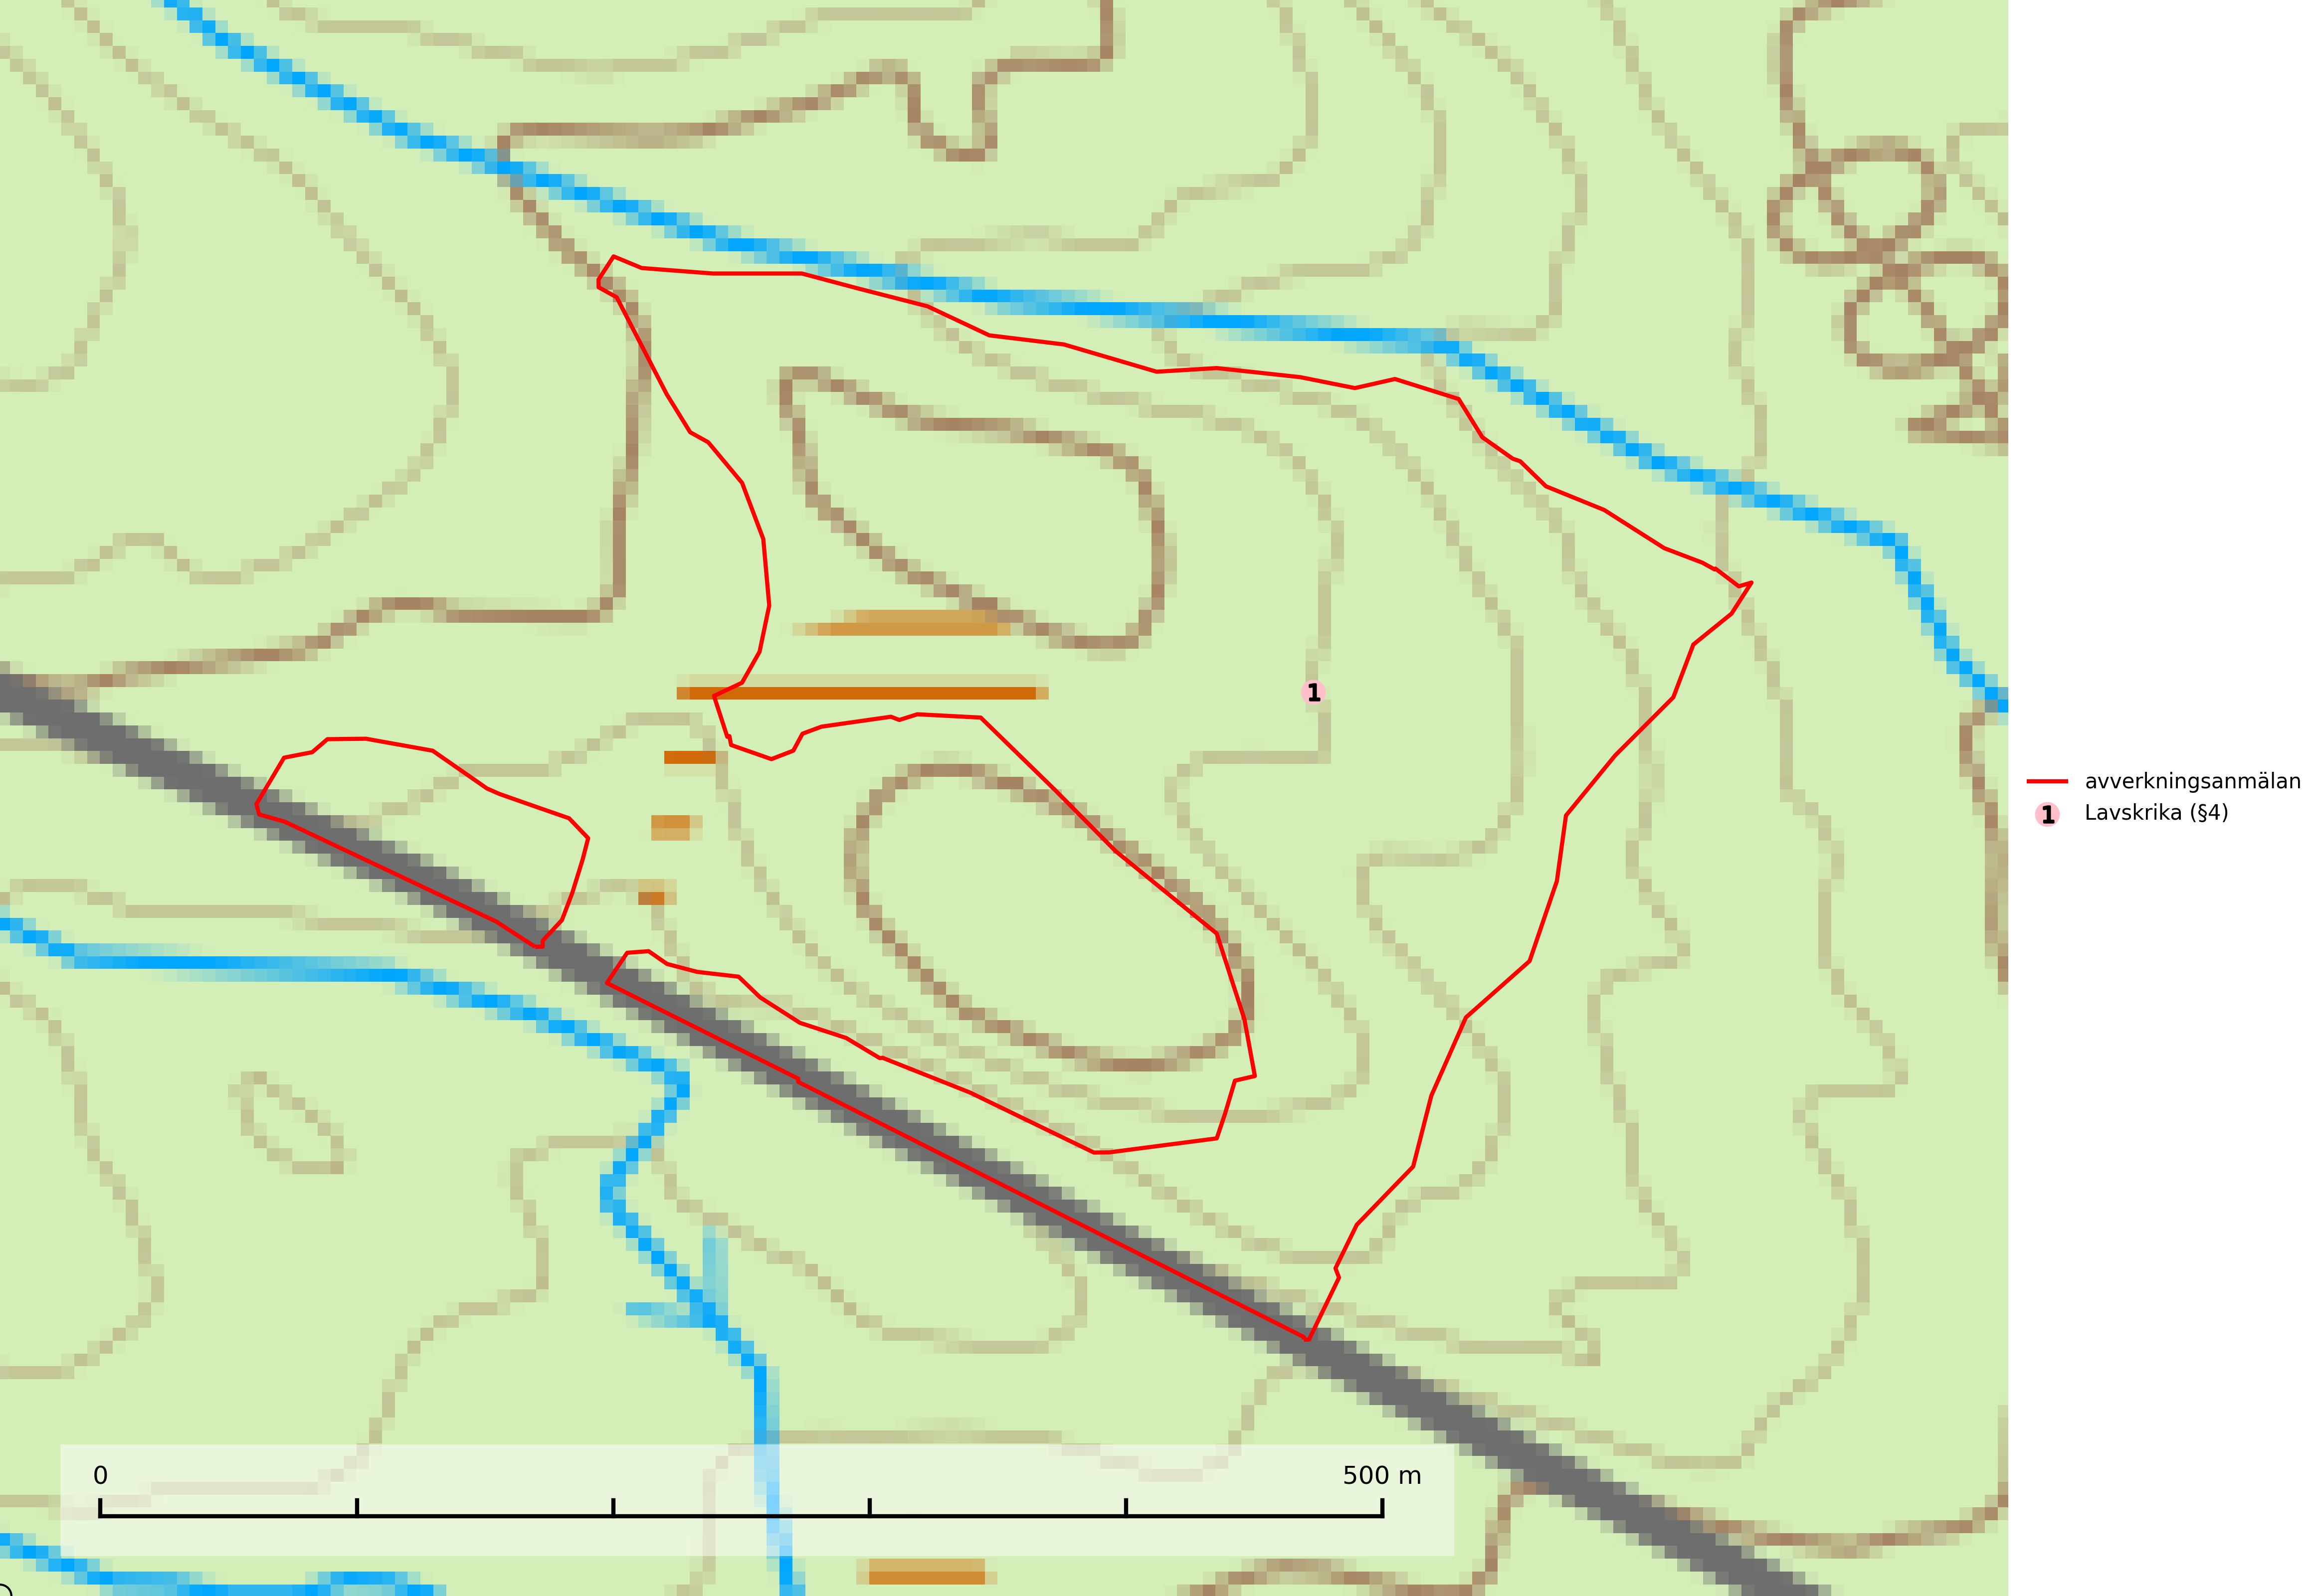 1
avverkningsanmälan
1 Lavskrika (§4)
0 500 m